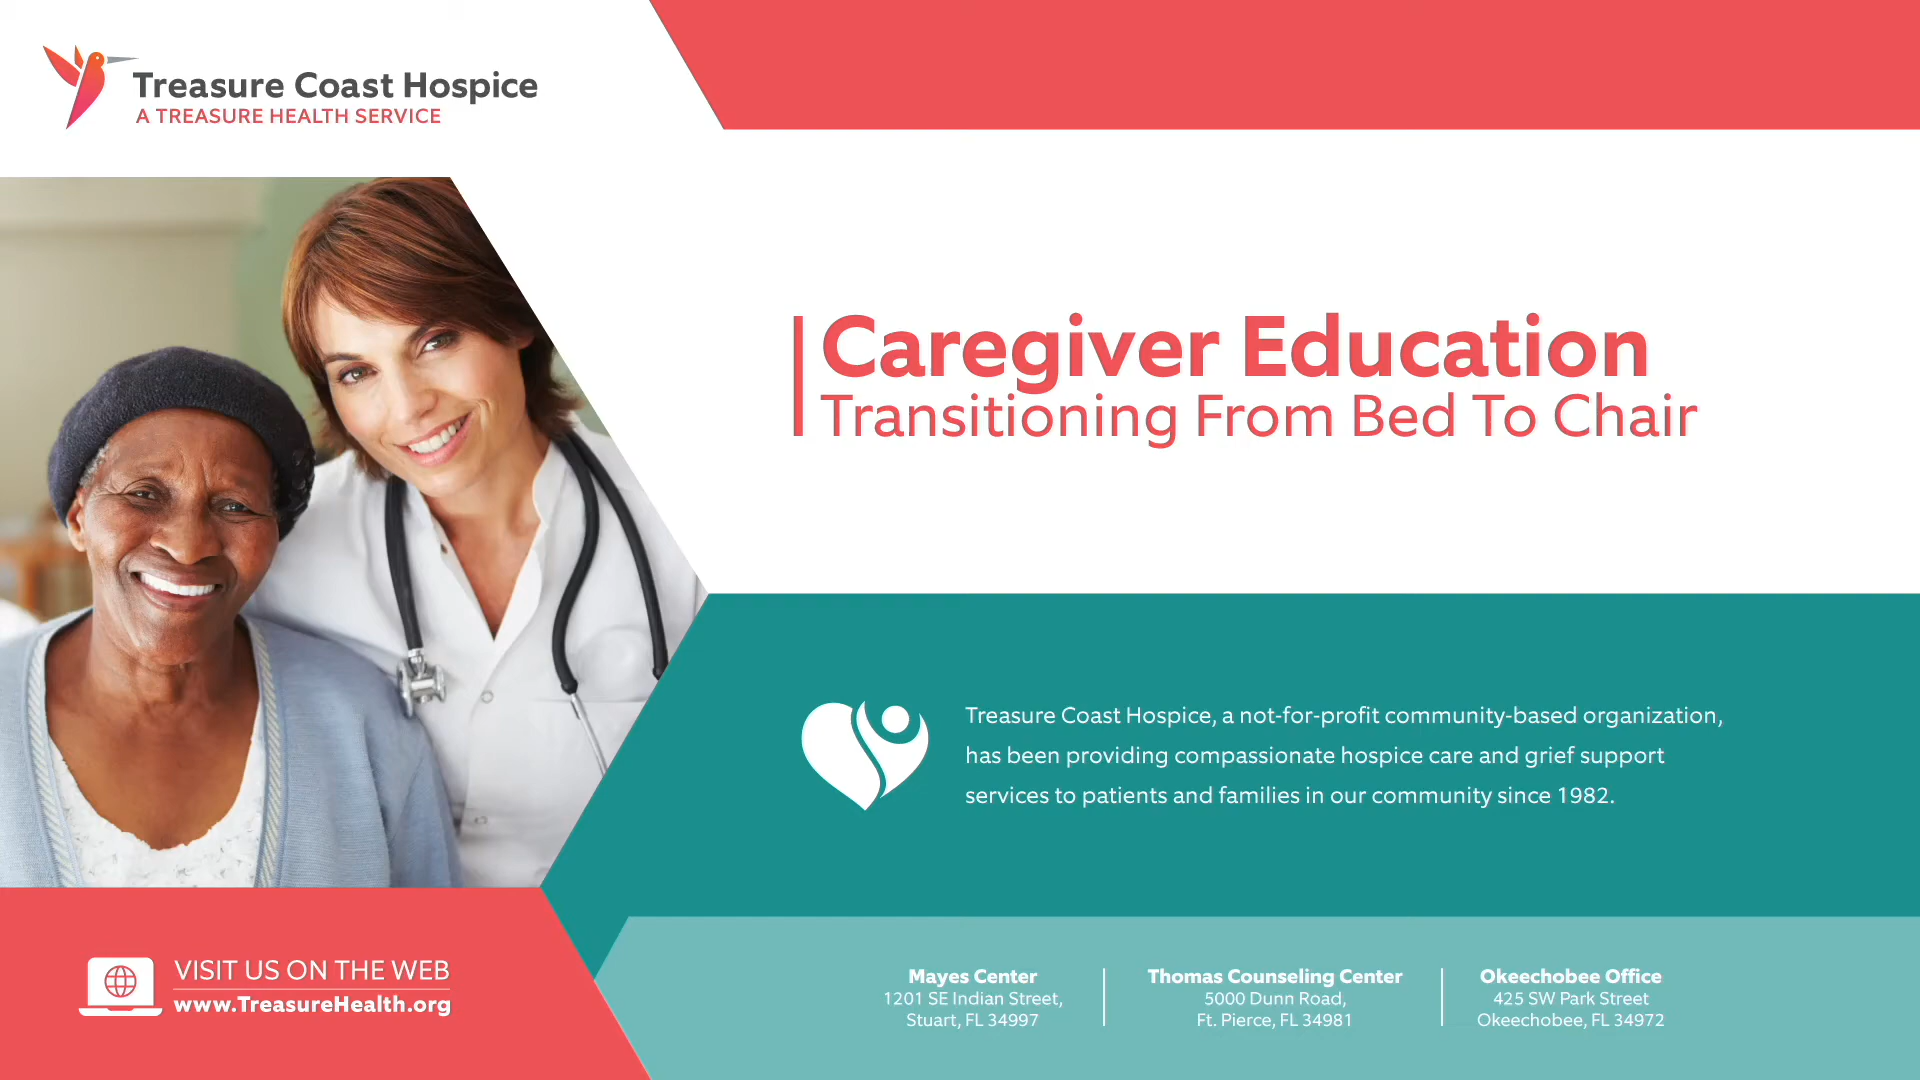 Treasure Coast Hospice
A TREASURE HEALTH SERVICE
Caregiver Education
Transitioning From Bed To Chair
Treasure Coast Hospice, a not-for-profit community-based organization,
has been providing compassionate hospice care and grief support
services to patients and families in our community since 1982.
VISIT US ON THE WEB
www.TreasureHealth.org
Mayes Center
1201 SE Indian Street,
Stuart, FL 34997
Thomas Counseling Center
5000 Dunn Road,
Ft. Pierce, FL 34981
Okeechobee Office
425 SW Park Street
Okeechobee, FL 34972